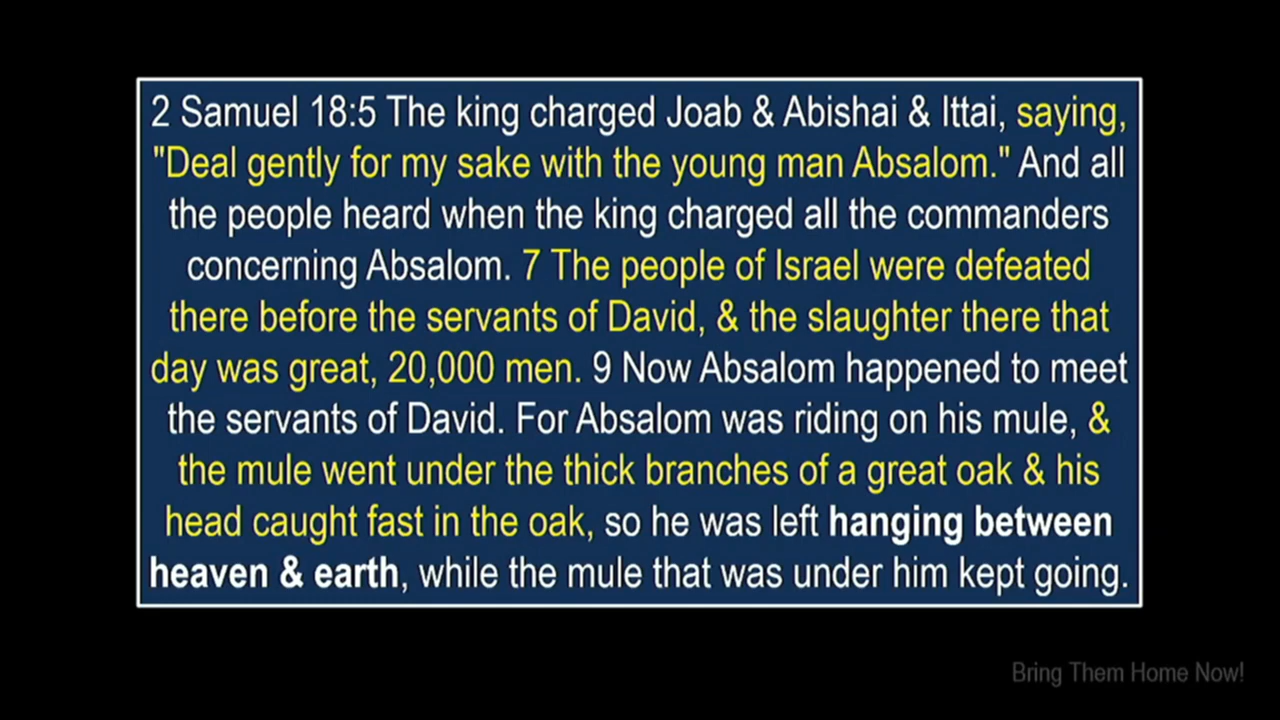 2 Samuel 18:5 The king charged Joab & Abishai & Ittai, saying,
"Deal gently for my sake with the young man Absalom." And all
the people heard when the king charged all the commanders
concerning Absalom. 7 The people of Israel were defeated
there before the servants of David, & the slaughter there that
day was great, 20,000 men. 9 Now Absalom happened to meet
the servants of David. For Absalom was riding on his mule, &
the mule went under the thick branches of a great oak & his
head caught fast in the oak, so he was left hanging between
heaven & earth, while the mule that was under him kept going.
Bring Them Home Now!